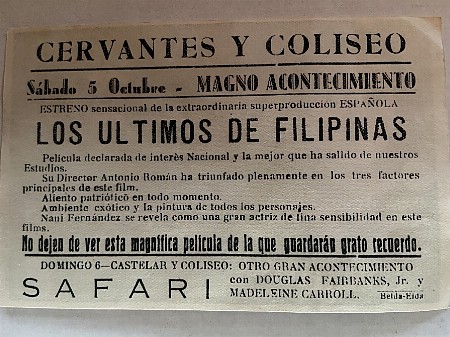 CERVANTES Y COLISEO
Sábado 5 Octubre - MAGNO ACONTECIMIENTO
ESTRENO sensacional de la extraordinaria superproducción ESPAÑOLA
LOS ULTIMOS DE FILIPINAS
Película declarada de interès Nacional y la mejor que ha salido de nuestros
Estudios.
Su Director Antonio Román ha triunfado plenamente en los tres factores
principales de este film.
Aliento patriótico en todo momento.
Ambiente exótico y la pintura de todos los personajes.
Nani Fernández se revela como una gran actriz de fina sensibilidad en este
films.
No dejen de ver esta magnífica película de la que guardarán grato recuerdo.
DOMINGO 6—CASTELAR Y COLISEO: OTRO GRAN ACONTECIMIENTO
SAFARI con DOUGLAS FAIRBANKS, Jr. y
MADELEINE CARROLL. Belda-Elda